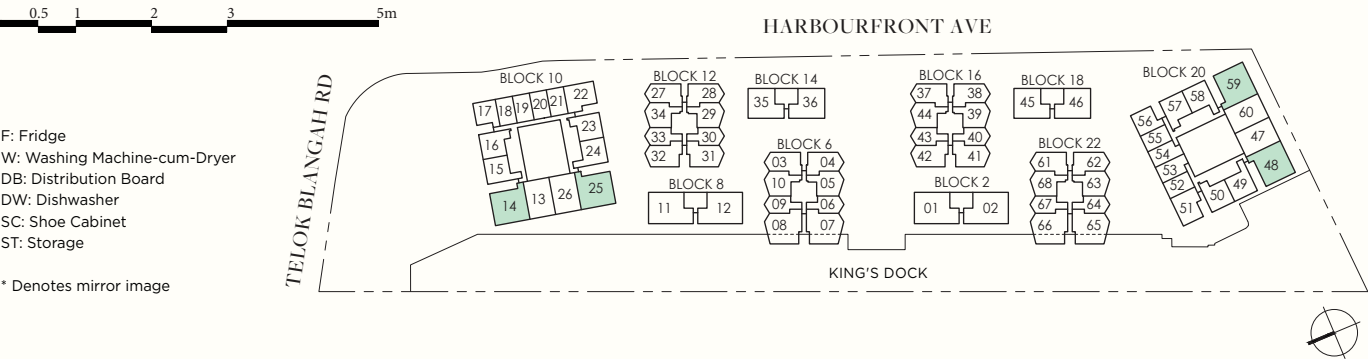 0.5 1 2 3 5m
HARBOURFRONT AVE
TELOK BLANGAH RD
F: Fridge
W: Washing Machine-cum-Dryer
DB: Distribution Board
DW: Dishwasher
SC: Shoe Cabinet
ST: Storage
* Denotes mirror image
BLOCK 10
17 18 19 20 21 22
23
16
24
15
14 13 26 25
BLOCK 12
27 28
34 29
33 30
32 31
BLOCK 14
35 36
BLOCK 6
03 04
10 05
09 06
08 07
BLOCK 8
11 12
BLOCK 16
37 38
44 39
43 40
42 41
BLOCK 18
45 46
BLOCK 2
01 02
BLOCK 22
61 62
68 63
67 64
66 65
BLOCK 20
59
58
57
60
56
47
55
54
48
53
52
49
50
51
KING'S DOCK